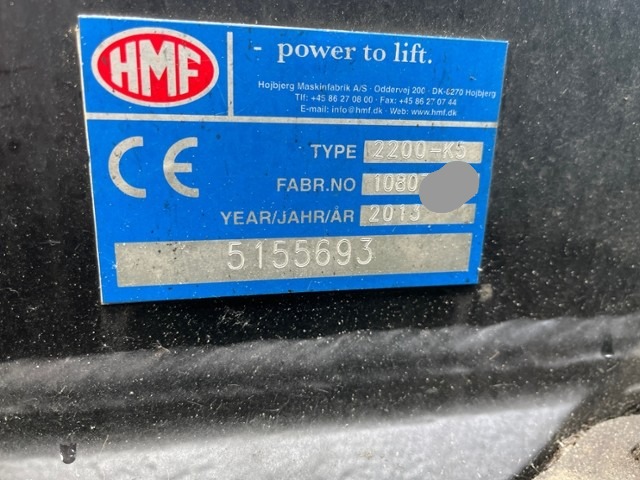 HMF
- power to lift.
Hojbjerg Maskinfabrik A/S · Oddervej 200 · DK-8270 Hojbjerg
Tlf: +45 86 27 08 00 · Fax: +45 86 27 07 44
E-mail: info@hmf.dk · Web: www.hmf.dk
CE
TYPE 2200-K5
FABR.NO 1080
YEAR/JAHR/ÅR 2013
5155693